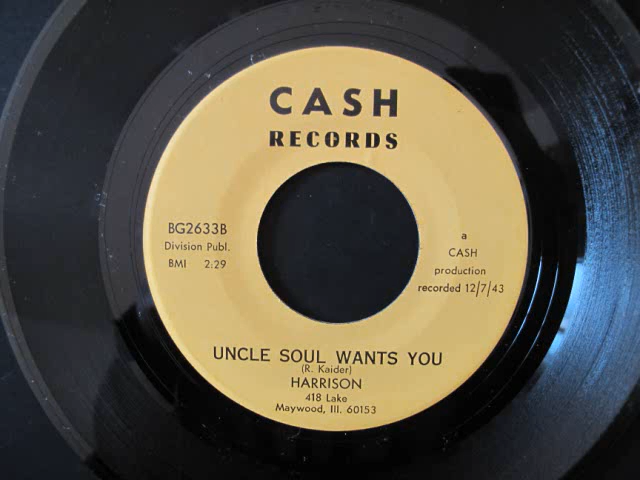 CASH
RECORDS
BG2633B
Division Publ.
BMI 2:29
a
CASH
production
recorded 12/7/43
UNCLE SOUL WANTS YOU
(R. Kaider)
HARRISON
418 Lake
Maywood, Ill. 60153